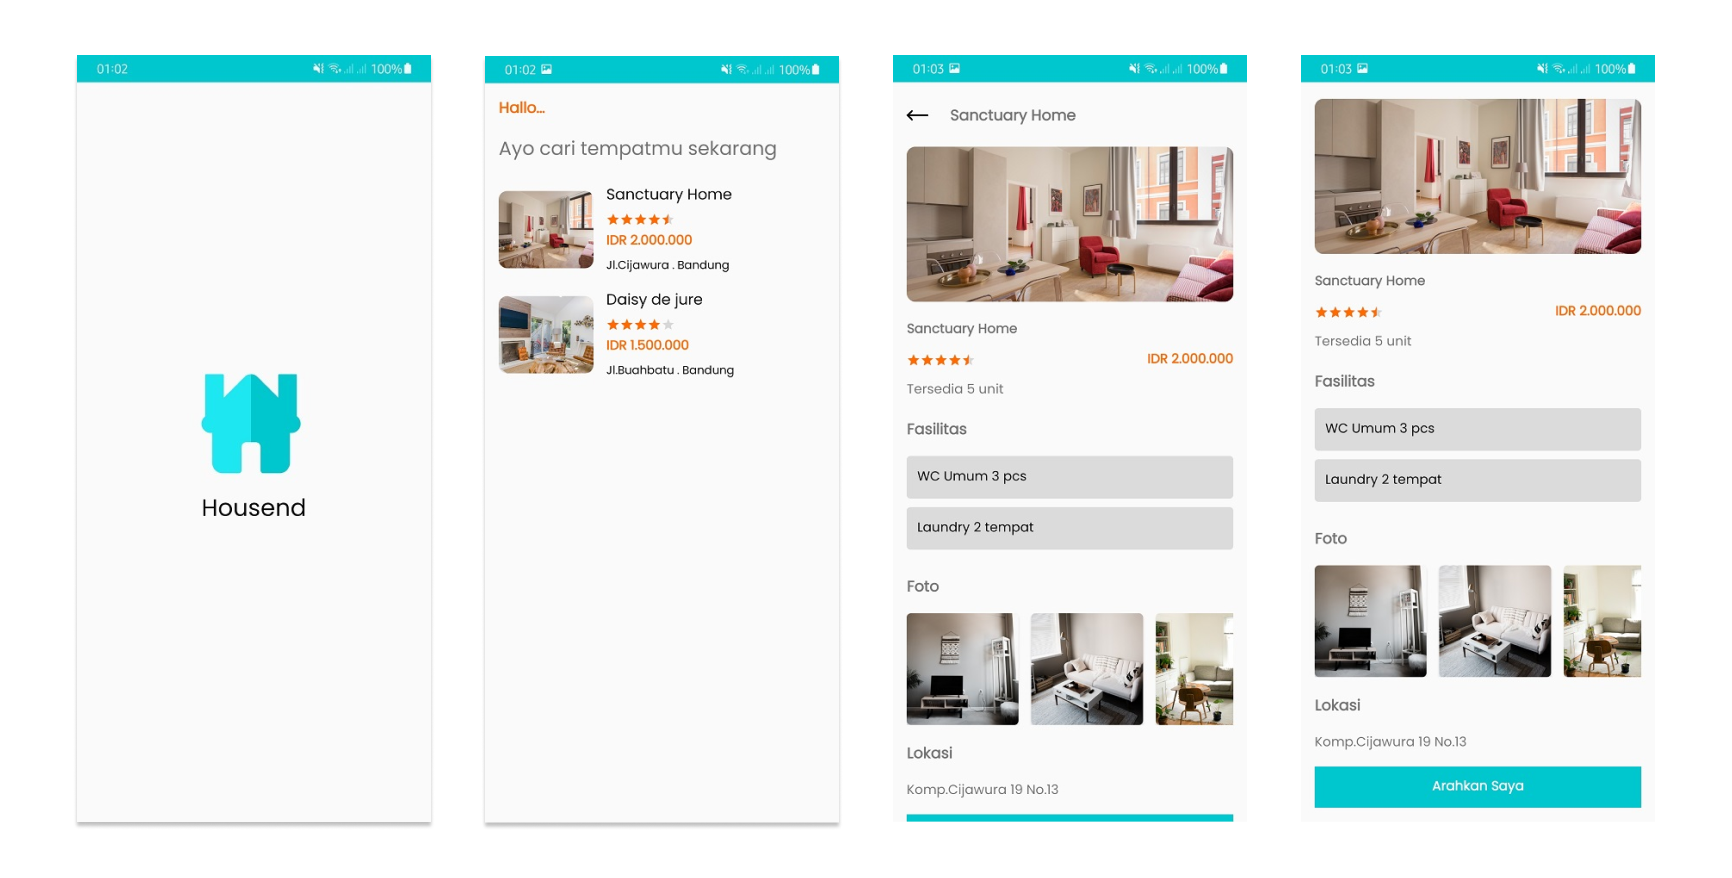 01:02
100%
Housend
01:02
100%
Hallo...
Ayo cari tempatmu sekarang
Sanctuary Home
IDR 2.000.000
Jl.Cijawura . Bandung
Daisy de jure
IDR 1.500.000
Jl.Buahbatu . Bandung
01:03
100%
Sanctuary Home
Sanctuary Home
IDR 2.000.000
Tersedia 5 unit
Fasilitas
WC Umum 3 pcs
Laundry 2 tempat
Foto
Lokasi
Komp.Cijawura 19 No.13
01:03
100%
Sanctuary Home
IDR 2.000.000
Tersedia 5 unit
Fasilitas
WC Umum 3 pcs
Laundry 2 tempat
Foto
Lokasi
Komp.Cijawura 19 No.13
Arahkan Saya